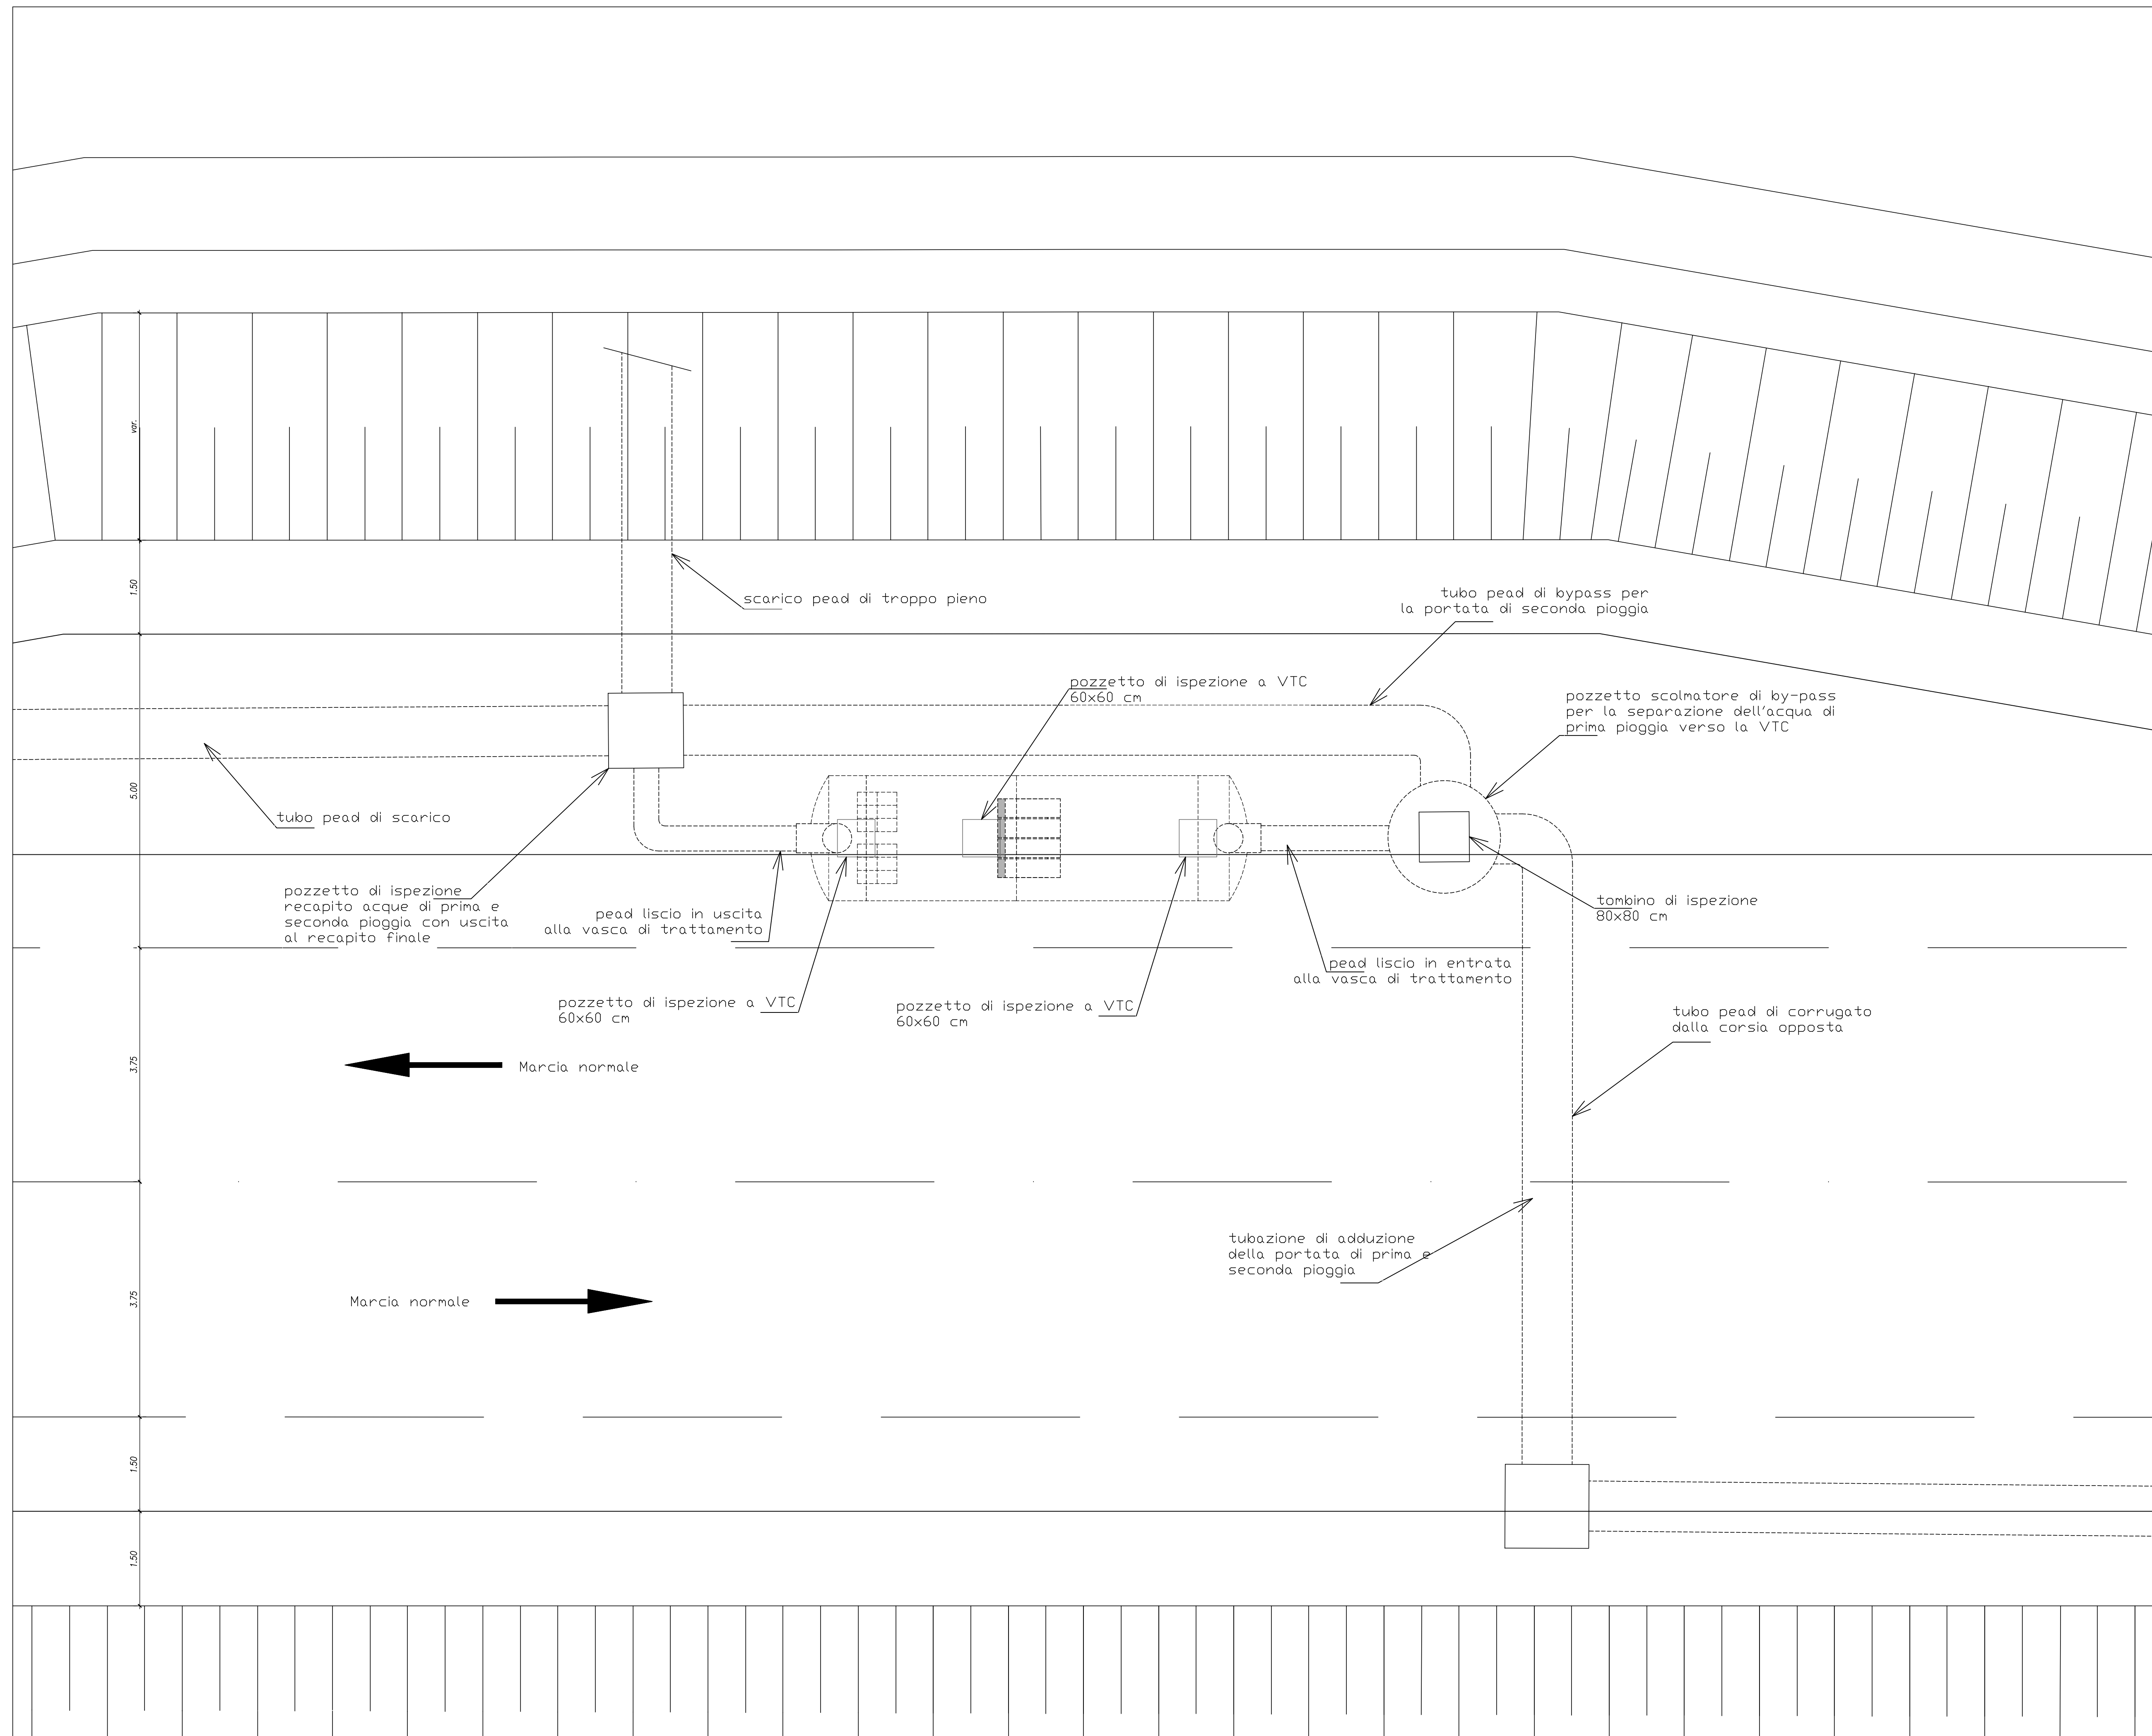 var.
1.50
scarico pead di troppo pieno
tubo pead di bypass per
la portata di seconda pioggia
pozzetto di ispezione a VTC
60x60 cm
pozzetto scolmatore di by-pass
per la separazione dell'acqua di
prima pioggia verso la VTC
5.00
tubo pead di scarico
pozzetto di ispezione
recapito acque di prima e
seconda pioggia con uscita
al recapito finale
pead liscio in uscita
alla vasca di trattamento
tombino di ispezione
80x80 cm
pead liscio in entrata
alla vasca di trattamento
pozzetto di ispezione a VTC
60x60 cm
pozzetto di ispezione a VTC
60x60 cm
tubo pead di corrugato
dalla corsia opposta
3.75
Marcia normale
tubazione di adduzione
della portata di prima e
seconda pioggia
3.75
Marcia normale
1.50
1.50